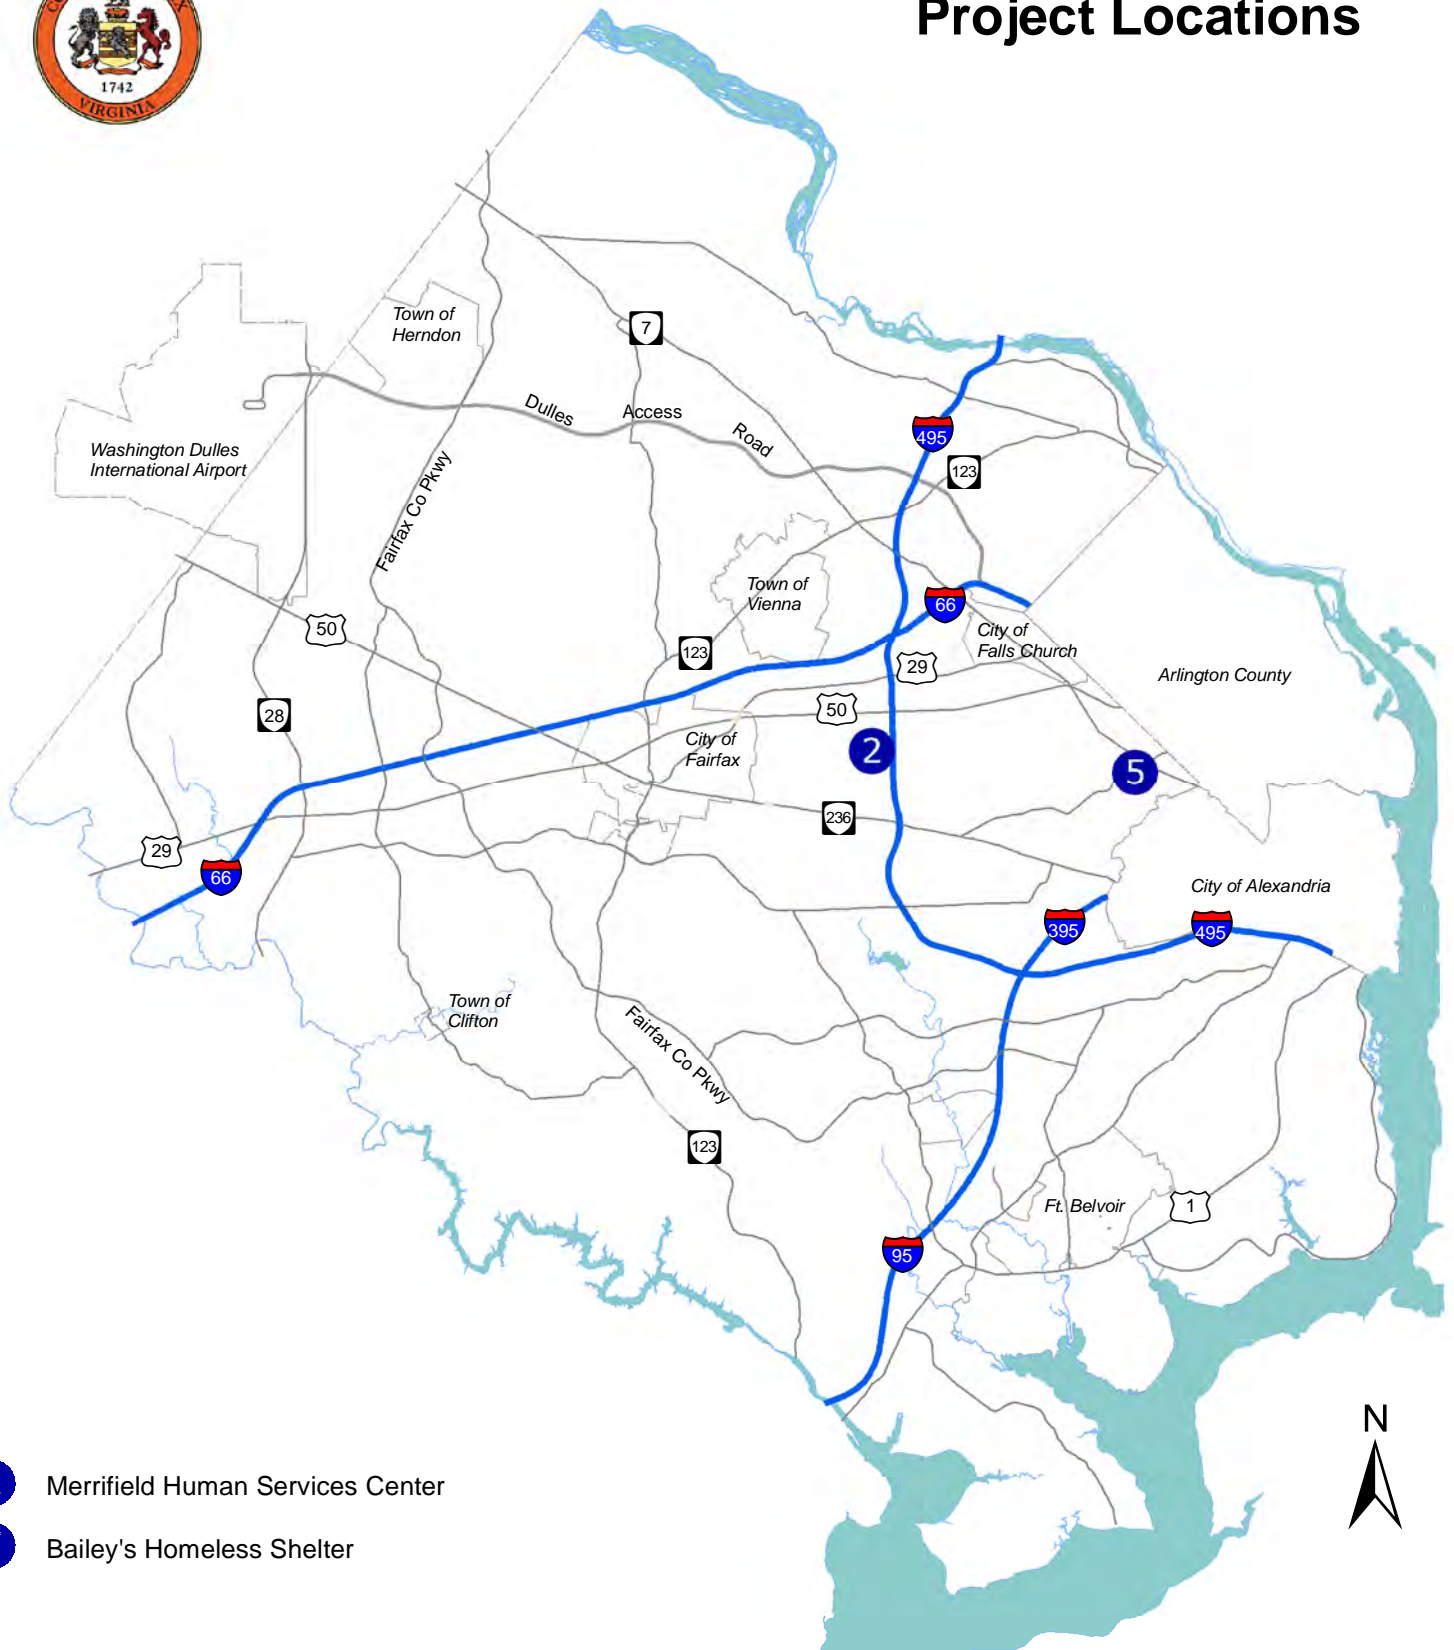 Project Locations
1742
VIRGINIA
Town of
Herndon
7
Dulles Access Road
Washington Dulles
International Airport
Fairfax Co Pkwy
495
123
Town of
Vienna
66
50
City of
Falls Church
123
29
Arlington County
28
50
City of
Fairfax
2
5
236
29
66
City of Alexandria
395
495
Town of
Clifton
Fairfax Co Pkwy
123
Ft. Belvoir
1
95
N
Merrifield Human Services Center
Bailey's Homeless Shelter